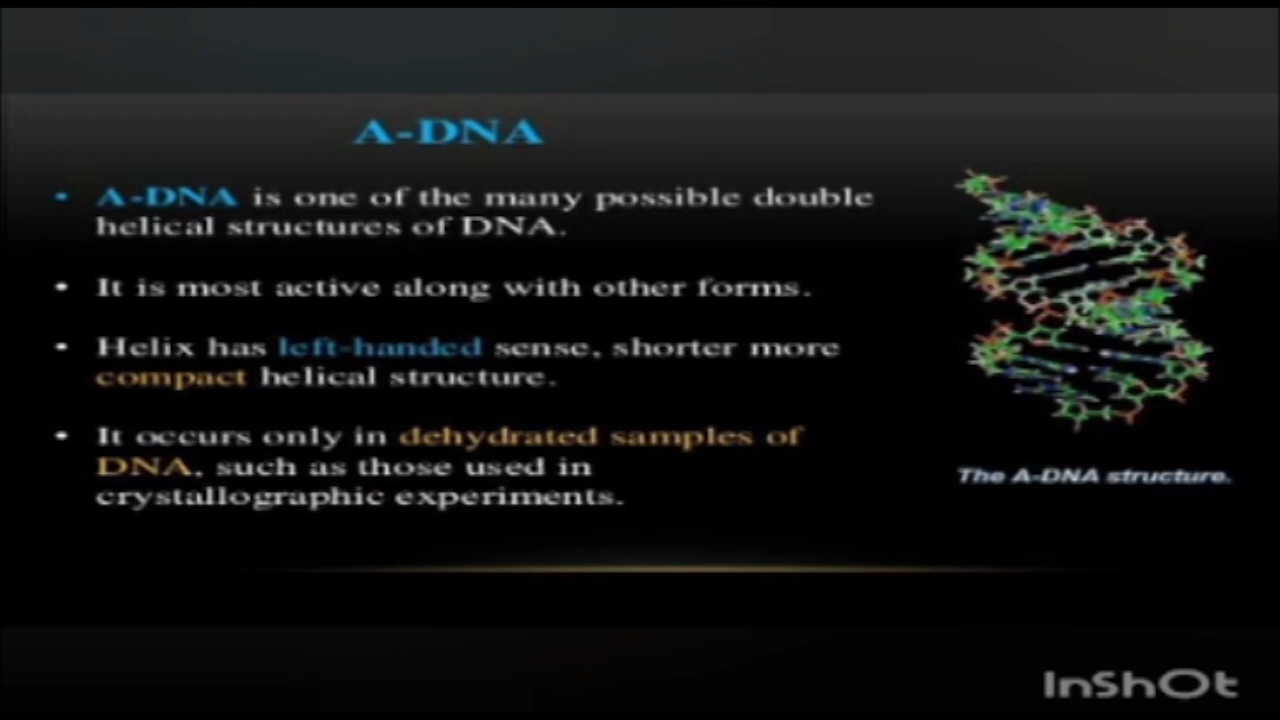 A-DNA
• A-DNA is one of the many possible double
helical structures of DNA.
• It is most active along with other forms.
• Helix has left-handed sense, shorter more
compact helical structure.
• It occurs only in dehydrated samples of
DNA, such as those used in
crystallographic experiments.
The A-DNA structure.
InShOt